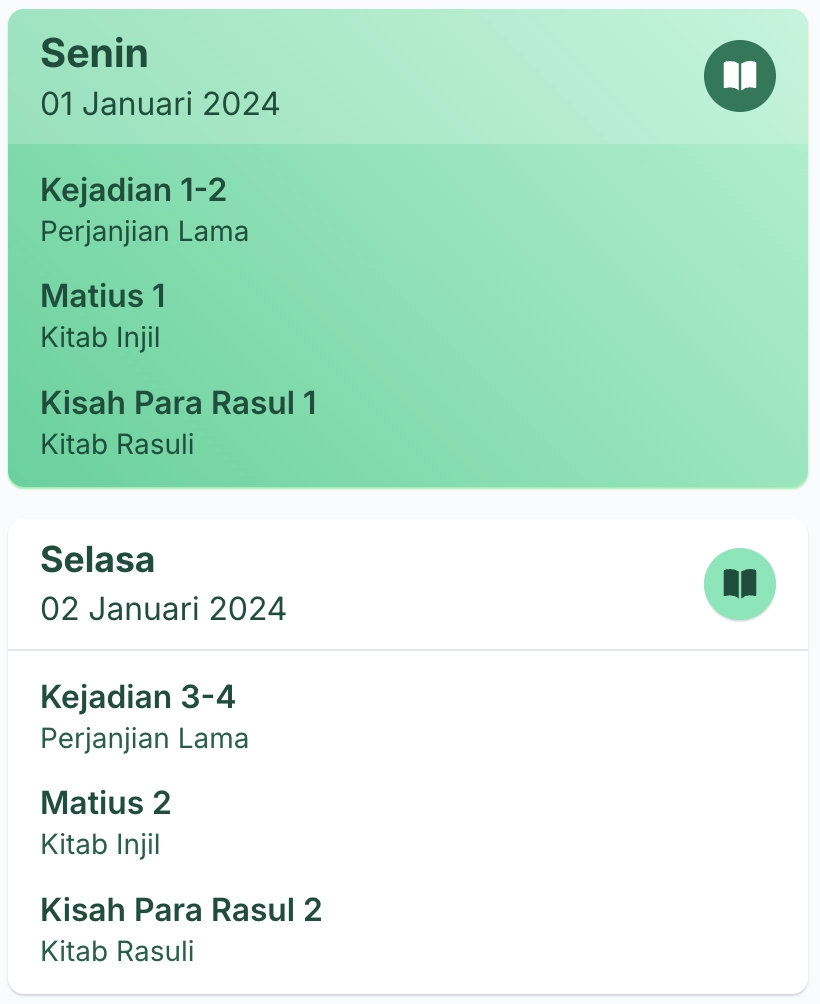 Senin
01 Januari 2024
Kejadian 1-2
Perjanjian Lama
Matius 1
Kitab Injil
Kisah Para Rasul 1
Kitab Rasuli
Selasa
02 Januari 2024
Kejadian 3-4
Perjanjian Lama
Matius 2
Kitab Injil
Kisah Para Rasul 2
Kitab Rasuli